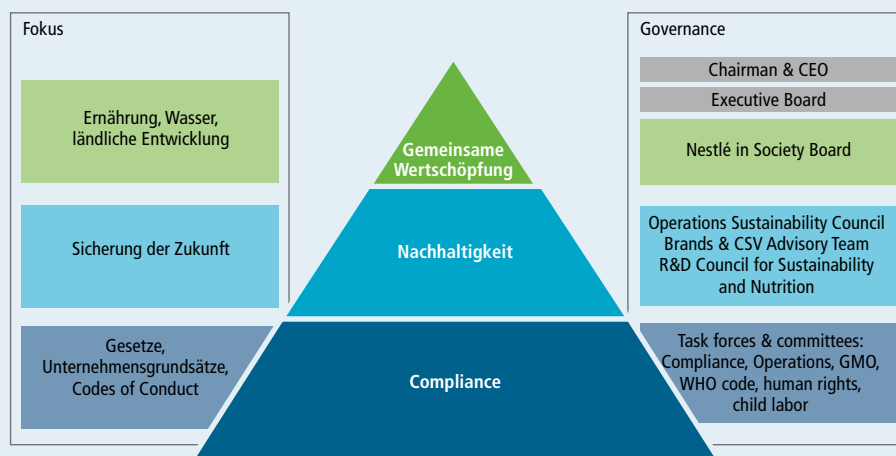 Fokus
Ernährung, Wasser,
ländliche Entwicklung
Sicherung der Zukunft
Gesetze,
Unternehmensgrundsätze,
Codes of Conduct
Gemeinsame
Wertschöpfung
Nachhaltigkeit
Compliance
Governance
Chairman & CEO
Executive Board
Nestlé in Society Board
Operations Sustainability Council
Brands & CSV Advisory Team
R&D Council for Sustainability
and Nutrition
Task forces & committees:
Compliance, Operations, GMO,
WHO code, human rights,
child labor